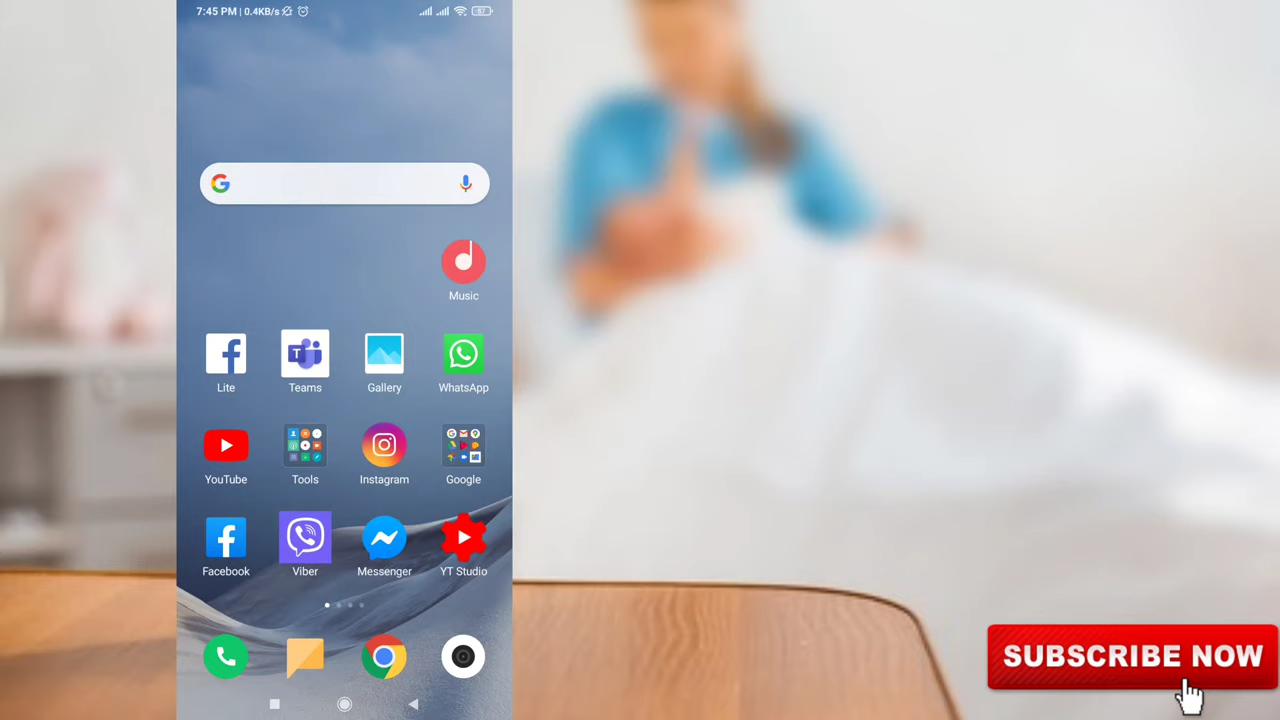 7:45 PM | 0.4KB/s
57
Music
Lite
Teams
Gallery
WhatsApp
YouTube
Tools
Instagram
Google
Facebook
Viber
Messenger
YT Studio
SUBSCRIBE NOW